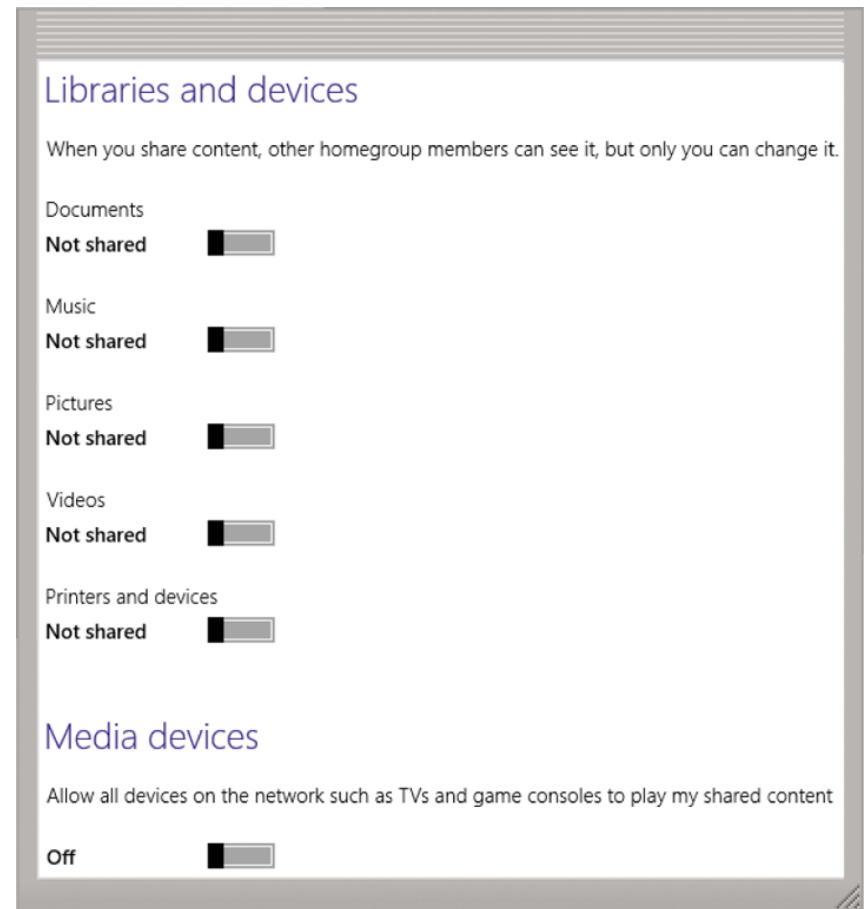 Libraries and devices
When you share content, other homegroup members can see it, but only you can change it.
Documents
Not shared
Music
Not shared
Pictures
Not shared
Videos
Not shared
Printers and devices
Not shared
Media devices
Allow all devices on the network such as TVs and game consoles to play my shared content
Off